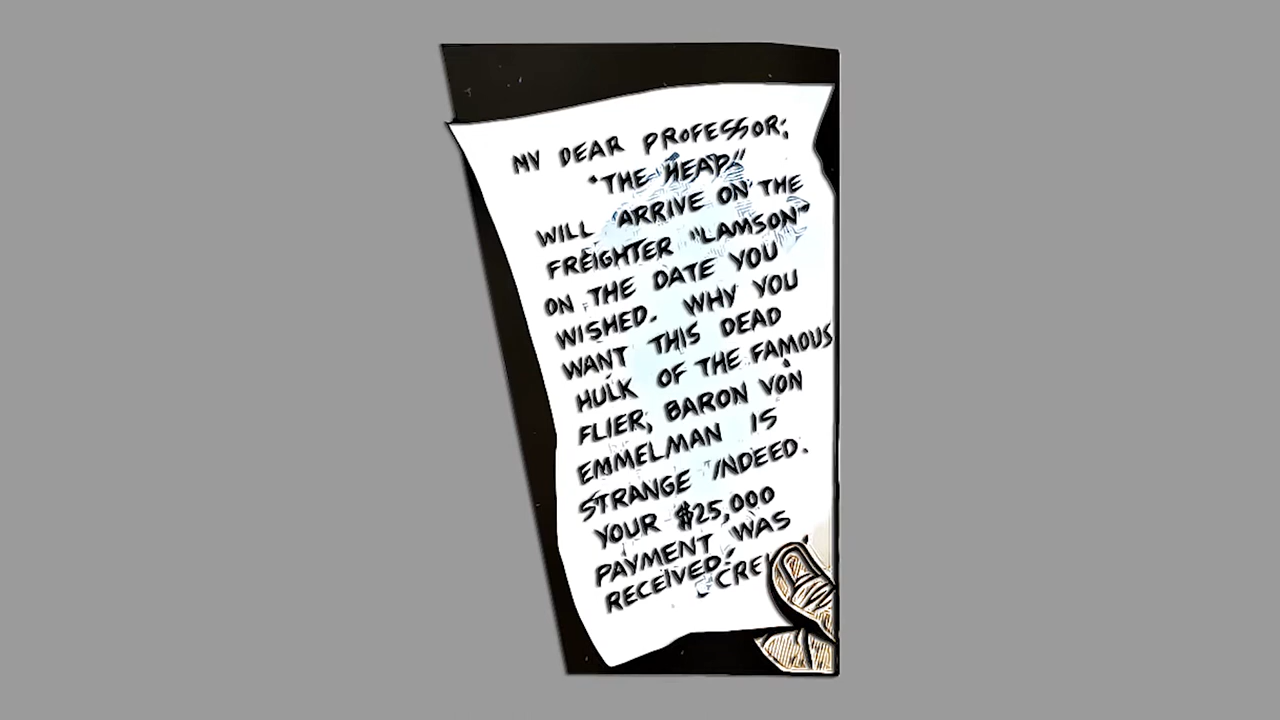 MY DEAR PROFESSOR;
"THE HEAP"
WILL ARRIVE ON THE
FREIGHTER "LAMSON"
ON THE DATE YOU
WISHED. WHY YOU
WANT THIS DEAD
HULK OF THE FAMOUS
FLIER, BARON VON
EMMELMAN IS
STRANGE INDEED.
YOUR $25,000
PAYMENT WAS
RECEIVED.